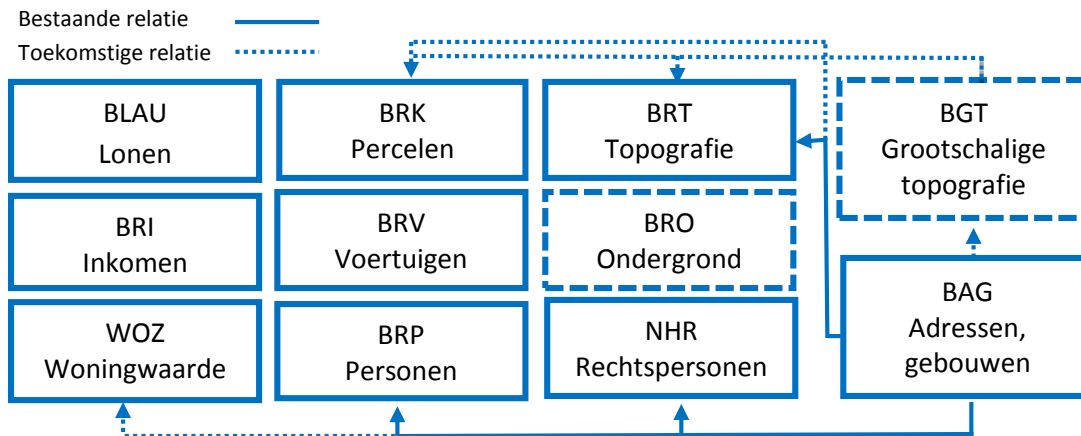 Bestaande relatie
Toekomstige relatie
BLAU
Lonen
BRK
Percelen
BRT
Topografie
BGT
Grootschalige
topografie
BRI
Inkomen
BRV
Voertuigen
BRO
Ondergrond
BAG
Adressen,
gebouwen
WOZ
Woningwaarde
BRP
Personen
NHR
Rechtspersonen